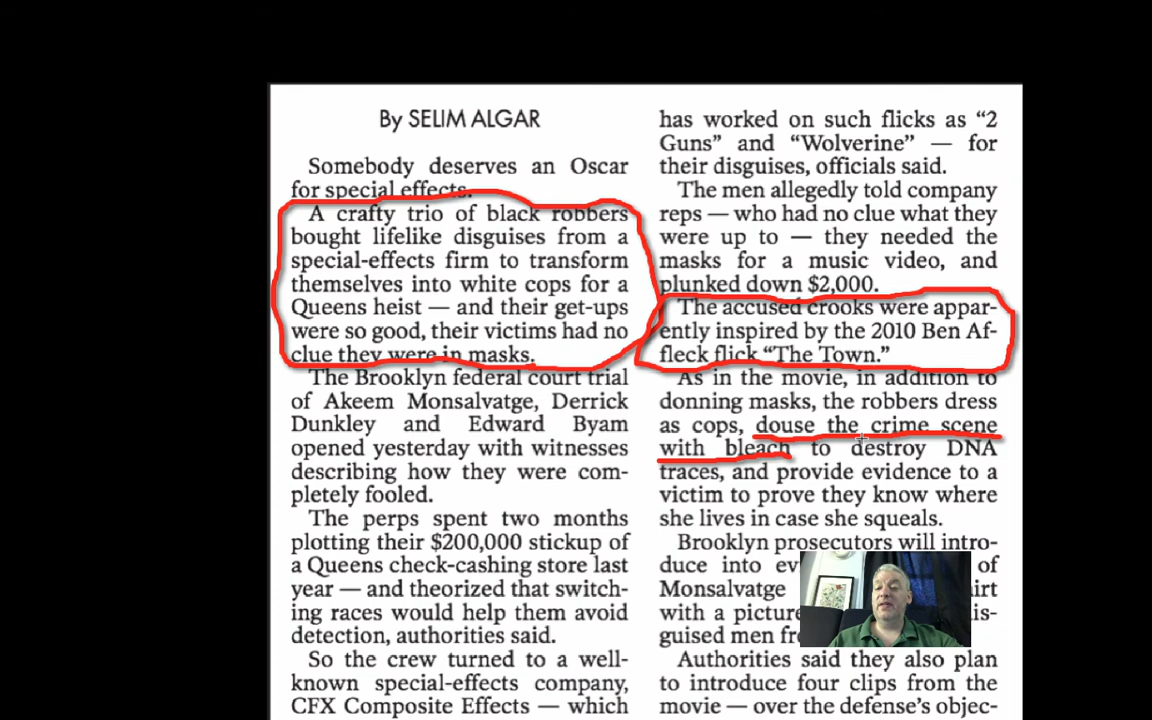 By SELIM ALGAR
Somebody deserves an Oscar
for special effects.
A crafty trio of black robbers
bought lifelike disguises from a
special-effects firm to transform
themselves into white cops for a
Queens heist — and their get-ups
were so good, their victims had no
clue they were in masks.
The Brooklyn federal court trial
of Akeem Monsalvatge, Derrick
Dunkley and Edward Byam
opened yesterday with witnesses
describing how they were com-
pletely fooled.
The perps spent two months
plotting their $200,000 stickup of
a Queens check-cashing store last
year — and theorized that switch-
ing races would help them avoid
detection, authorities said.
So the crew turned to a well-
known special-effects company,
CFX Composite Effects — which
has worked on such flicks as “2
Guns” and “Wolverine” — for
their disguises, officials said.
The men allegedly told company
reps — who had no clue what they
were up to — they needed the
masks for a music video, and
plunked down $2,000.
The accused crooks were appar-
ently inspired by the 2010 Ben Af-
fleck flick “The Town.”
As in the movie, in addition to
donning masks, the robbers dress
as cops, douse the crime scene
with bleach to destroy DNA
traces, and provide evidence to a
victim to prove they know where
she lives in case she squeals.
Brooklyn prosecutors will intro-
duce into of
Monsalvatge
with a picture
guised men
Authorities said they also plan
to introduce four clips from the
movie — over the defense’s objec-